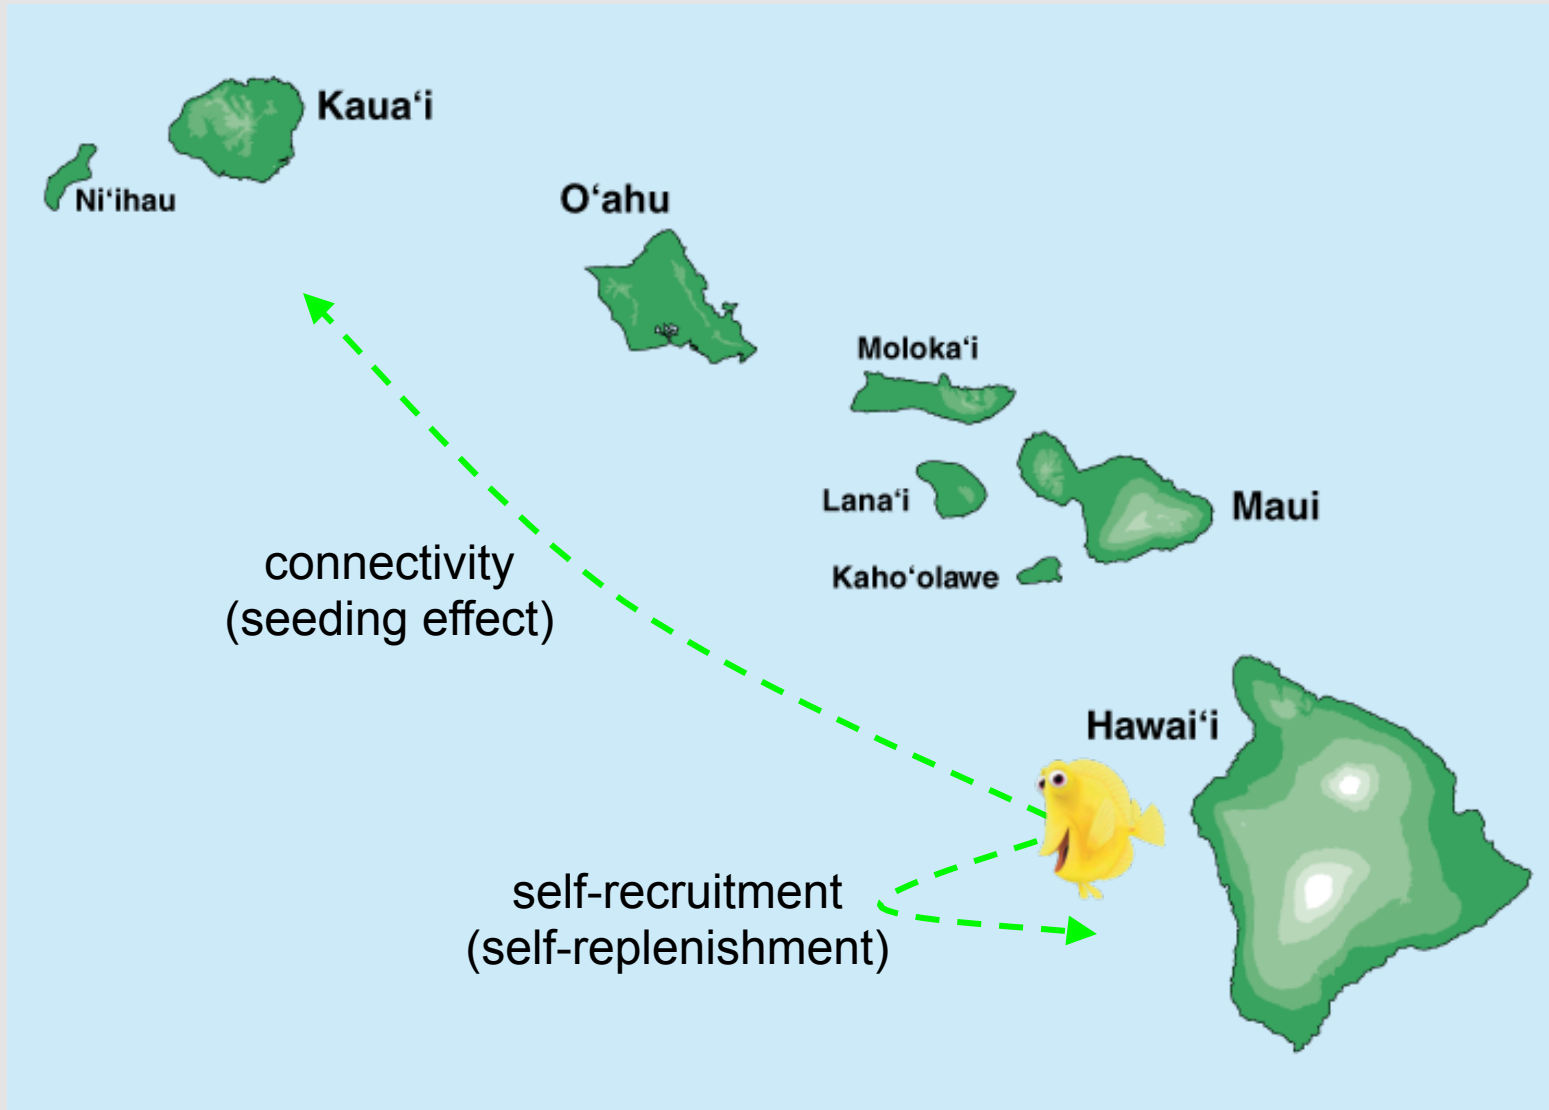 Kaua‘i
Ni‘ihau
O‘ahu
Moloka‘i
Lana‘i
Maui
Kaho‘olawe
connectivity
(seeding effect)
Hawai‘i
self-recruitment
(self-replenishment)